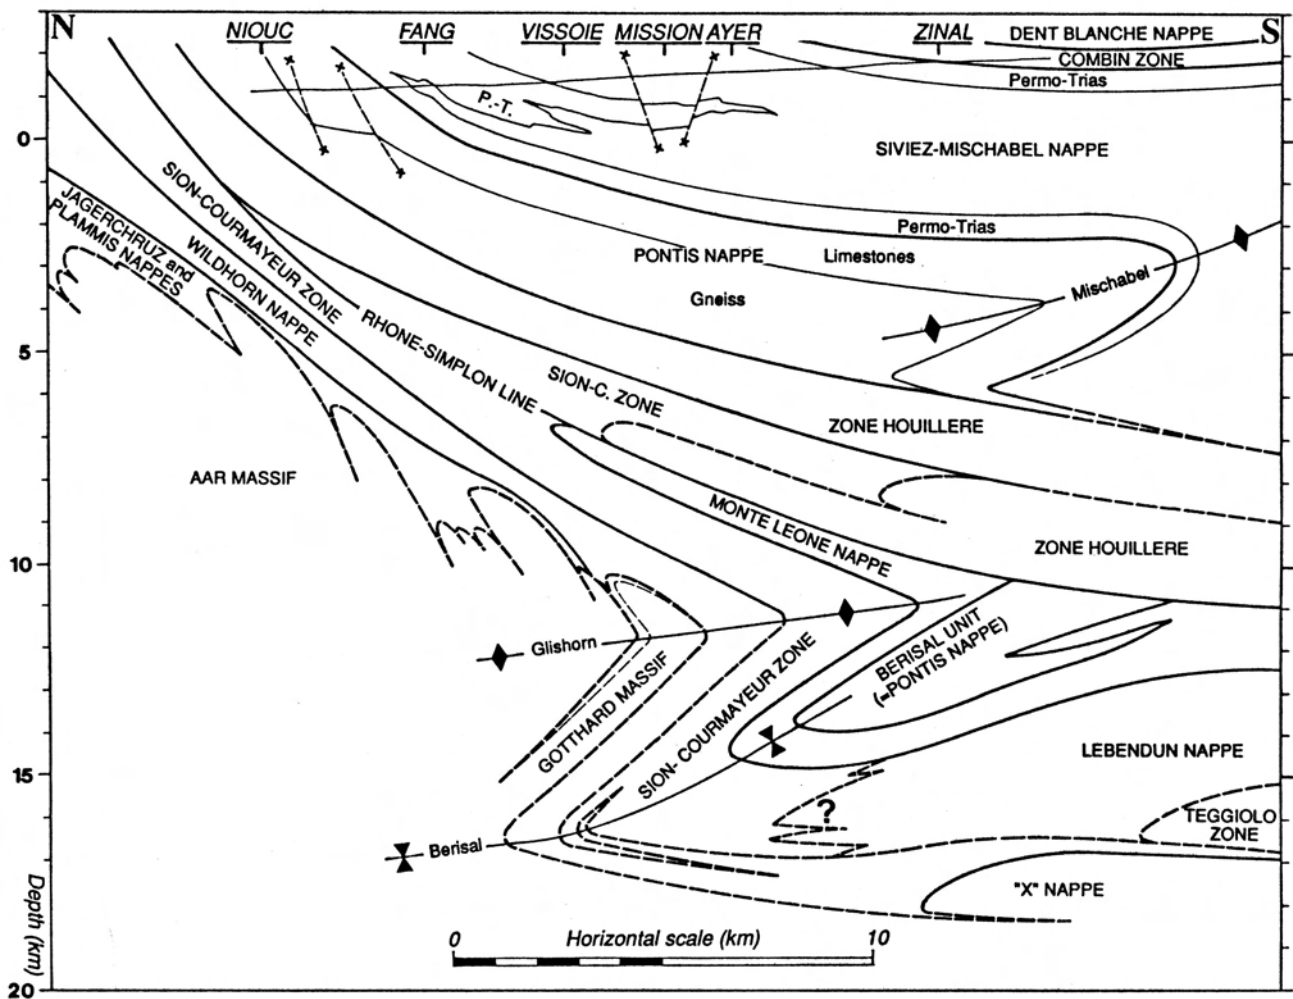 N
NIOUC
FANG
VISSOIE
MISSION
AYER
ZINAL
DENT BLANCHE NAPPE
S
COMBIN ZONE
Permo-Trias
P.-T.
0
SIVIEZ-MISCHABEL NAPPE
SION-COURMAYEUR ZONE
JAGERCHRUZ and
PLAMMIS NAPPES
WILDHORN NAPPE
Permo-Trias
PONTIS NAPPE
Limestones
Gneiss
Mischabel
RHONE-SIMPLON LINE
5
SION-C. ZONE
ZONE HOUILLERE
AAR MASSIF
MONTE LEONE NAPPE
ZONE HOUILLERE
10
Glishorn
BERISAL UNIT
(=PONTIS NAPPE)
GOTTHARD MASSIF
SION- COURMAYEUR ZONE
LEBENDUN NAPPE
15
?
TEGGIOLO
ZONE
Berisal
"X" NAPPE
Depth (km)
0
Horizontal scale (km)
10
20